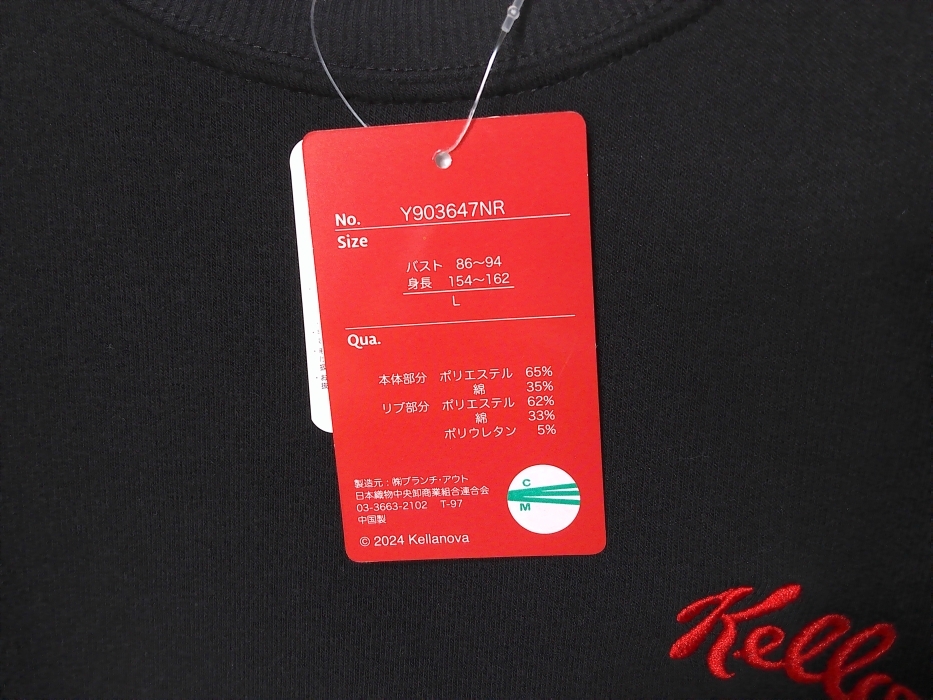 No. Y903647NR
Size
バスト 86〜94
身長 154〜162
L
Qua.
本体部分 ポリエステル 65%
綿 35%
リブ部分 ポリエステル 62%
綿 33%
ポリウレタン 5%
製造元：㈱ブランチ・アウト
日本織物中央卸商業組合連合会
03-3663-2102 T-97
中国製
© 2024 Kellanova
C
M
Kello